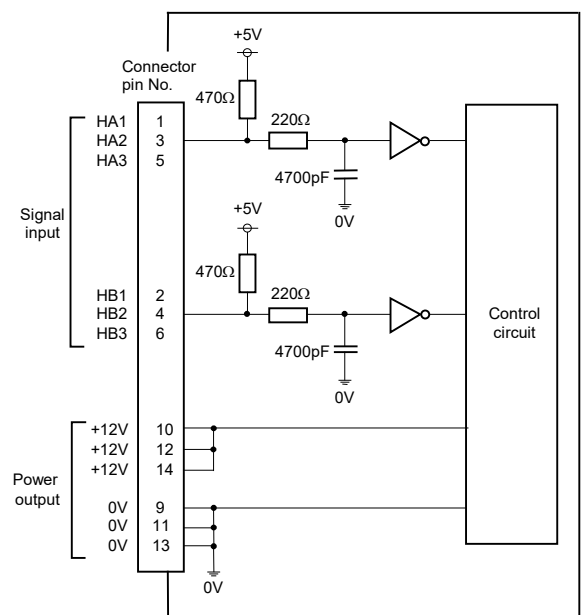 +5V
Connector
pin No.
470Ω
220Ω
HA1 1
HA2 3
HA3 5
4700pF
0V
Signal
input
+5V
470Ω
220Ω
HB1 2
HB2 4
HB3 6
Control
circuit
4700pF
0V
+12V 10
+12V 12
+12V 14
Power
output
0V 9
0V 11
0V 13
0V